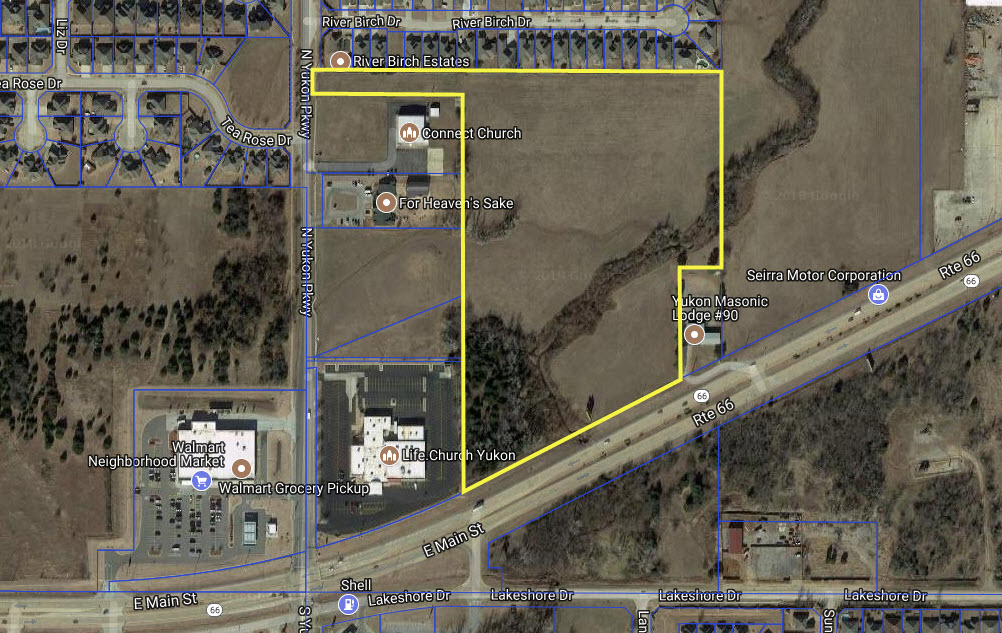 River Birch Dr
River Birch Dr
Liz Dr
River Birch Estates
ea Rose Dr
N Yukon Pkwy
Tea Rose Dr
Connect Church
For Heaven's Sake
N Yukon Pkwy
Rte 66
Seirra Motor Corporation
66
Yukon Masonic
Lodge #90
66
Rte 66
Walmart
Neighborhood Market
Life.Church Yukon
Walmart Grocery Pickup
E Main St
Shell
E Main St
66
Lakeshore Dr
Lakeshore Dr
Lakeshore Dr
Lakeshore Dr
S Yu
Lan
Sun